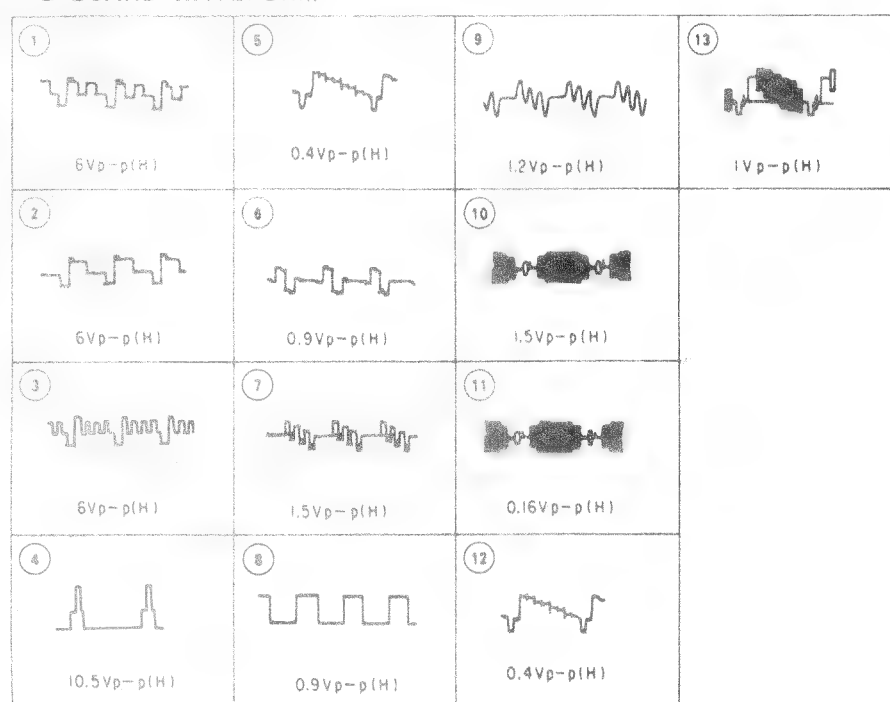 1 5 9 13
6Vp-p(H) 0.4Vp-p(H) 1.2Vp-p(H) 1Vp-p(H)
2 6 10
6Vp-p(H) 0.9Vp-p(H) 1.5Vp-p(H)
3 7 11
6Vp-p(H) 1.5Vp-p(H) 0.16Vp-p(H)
4 8 12
10.5Vp-p(H) 0.9Vp-p(H) 0.4Vp-p(H)